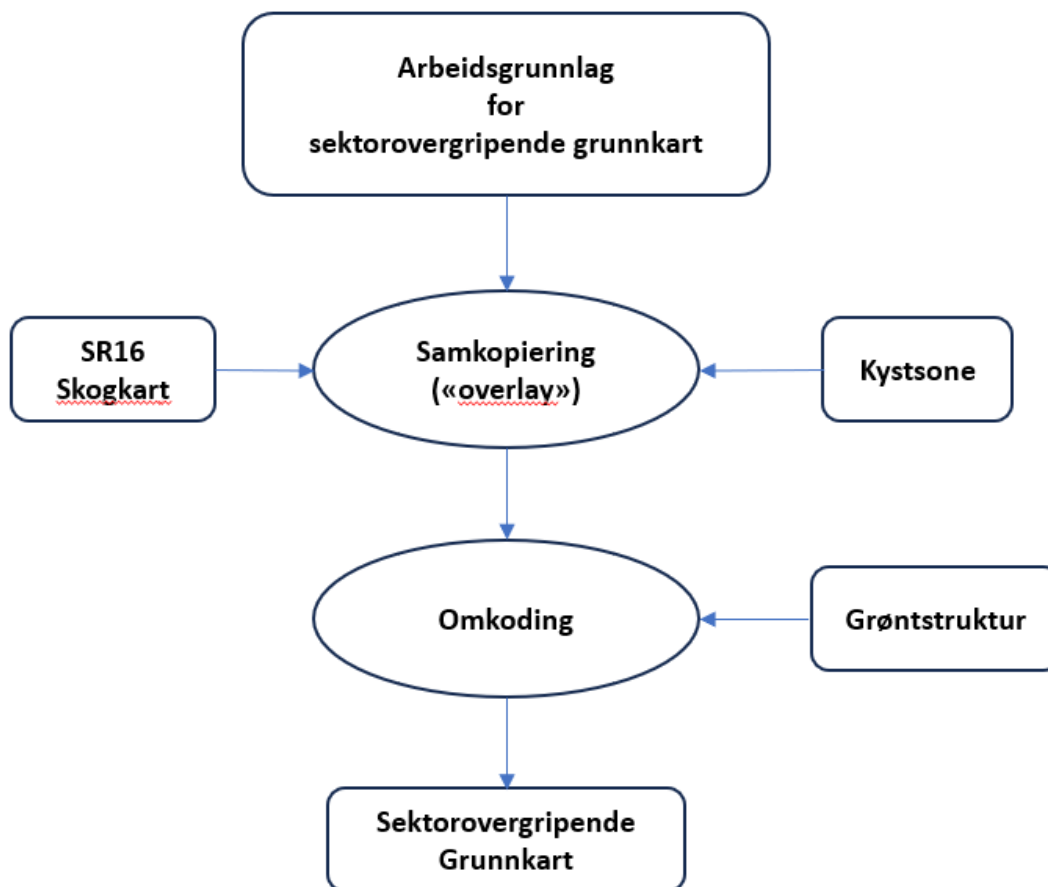 Arbeidsgrunnlag
for
sektorovergripende grunnkart
SR16
Skogkart
Samkopiering
(«overlay»)
Kystsone
Omkoding
Grøntstruktur
Sektorovergripende
Grunnkart